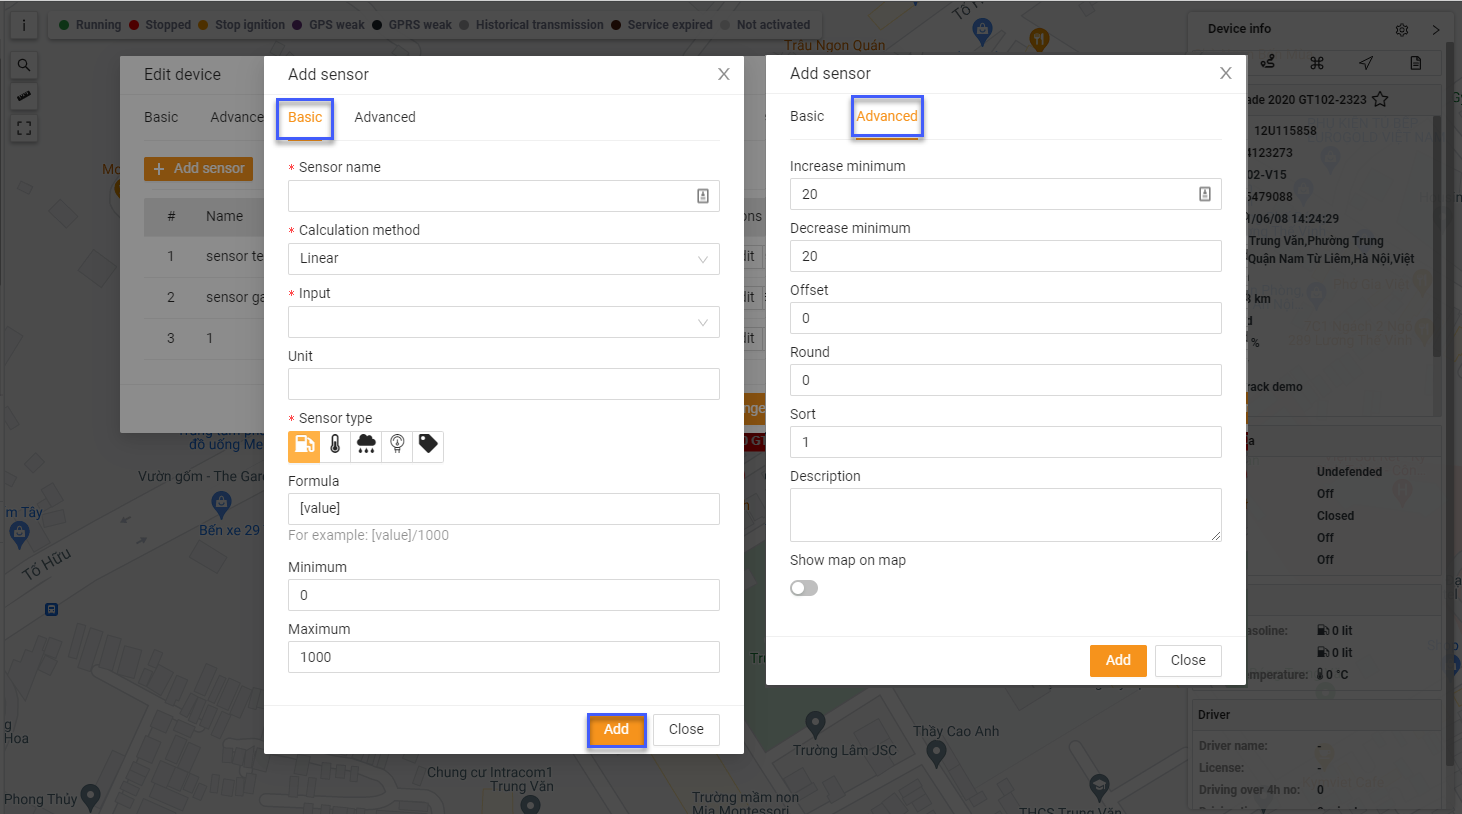 i
Running
Stopped
Stop ignition
GPS weak
GPRS weak
Historical transmission
Service expired
Not activated
Tố H
Trâu Ngon Quán
Device info
Edit device
Basic
Advance
+ Add sensor
# Name
1 sensor te
2 sensor ga
3 1
ons
dit
dit
dit
Add sensor
Basic
Advanced
* Sensor name
* Calculation method
Linear
* Input
Unit
* Sensor type
Formula
[value]
For example: [value]/1000
Minimum
0
Maximum
1000
Add
Close
Add sensor
Basic
Advanced
Increase minimum
20
Decrease minimum
20
Offset
0
Round
0
Sort
1
Description
Show map on map
Add
Close
ade 2020 GT102-2323
12U115858
4123273
02-V15
5479088
/06/08 14:24:29
Trung Văn,Phường Trung
Quận Nam Từ Liêm,Hà Nội,Việt
km
d
%
rack demo
a
Undefended
Off
Closed
Off
Off
asoline:
0 lit
0 lit
mperature:
0 °C
Driver
Driver name:
-
License:
-
Driving over 4h no:
0
đồ uống Me
Vườn gốm - The Gar
m Tây
Bến xe 29
Tố Hữu
g
Hoa
Phong Thủy
Chung cư Intracom1
Trung Văn
Trường mầm non
Mia Montessori
Trường Lâm JSC
Thầy Cao Anh
THCS Trung Văn